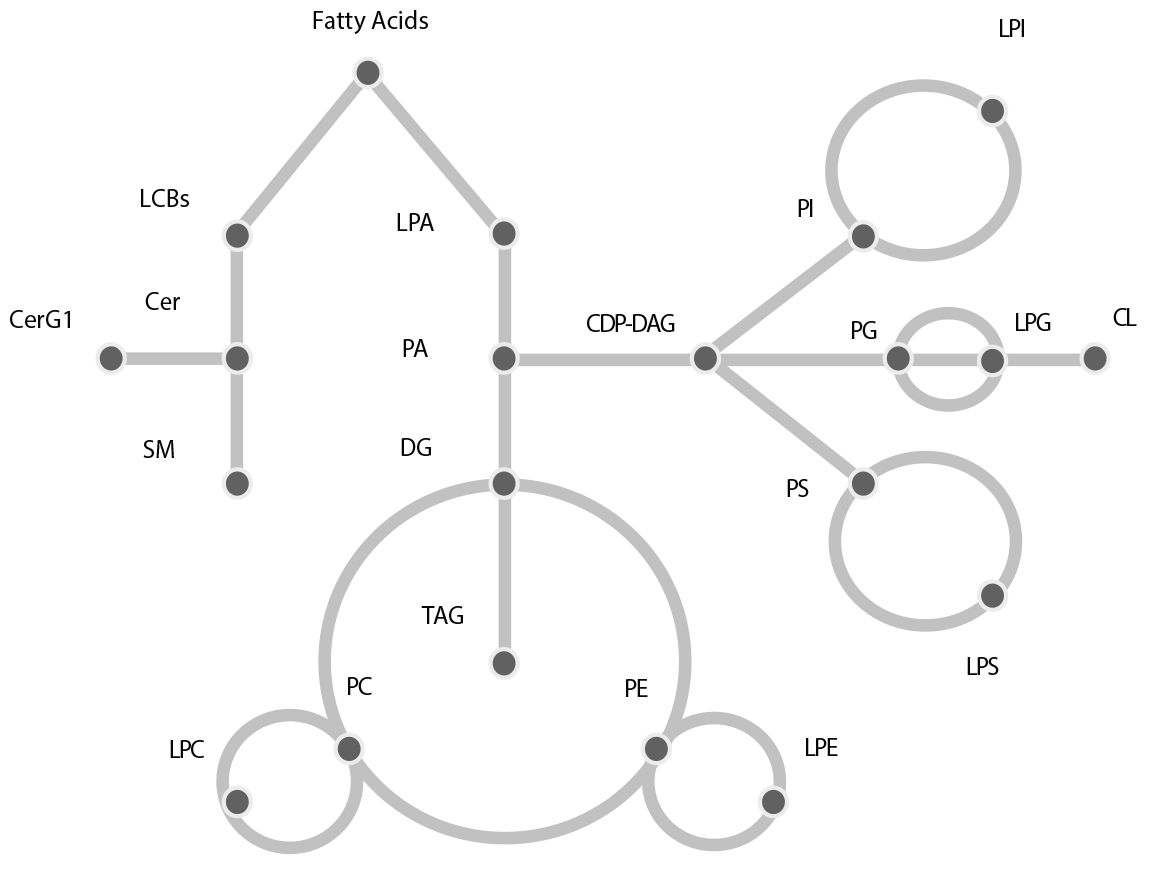 Fatty Acids
LPI
LCBs
LPA
PI
Cer
CerG1
PA
CDP-DAG
PG
LPG
CL
SM
DG
PS
TAG
PC
PE
LPS
LPC
LPE